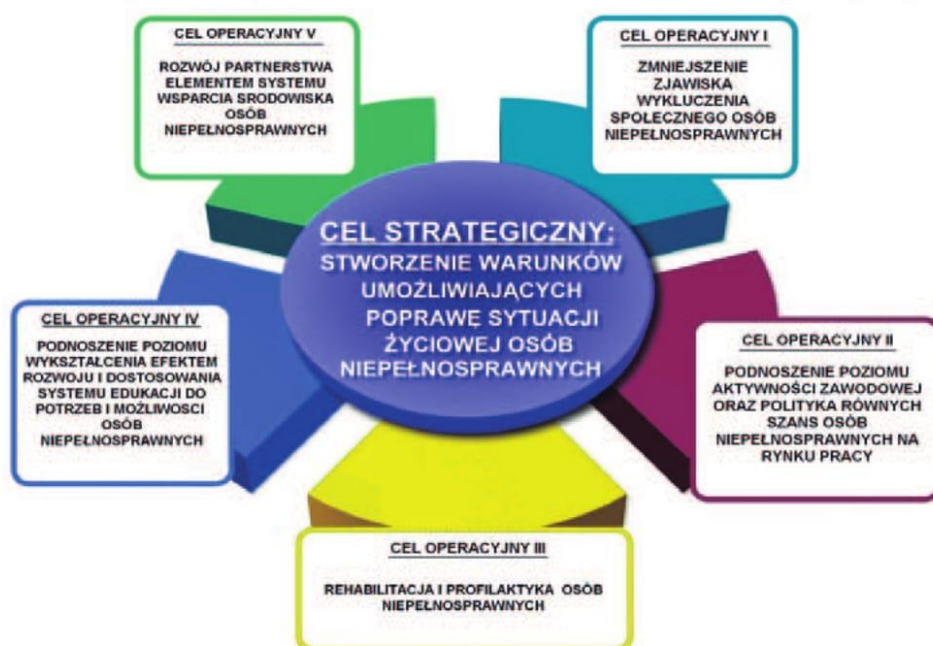 CEL STRATEGICZNY:
STWORZENIE WARUNKÓW
UMOŻLIWIAJĄCYCH
POPRAWĘ SYTUACJI
ŻYCIOWEJ OSÓB
NIEPEŁNOSPRAWNYCH
CEL OPERACYJNY I
ZMNIEJSZENIE
ZJAWISKA
WYKLUCZENIA
SPOŁECZNEGO OSÓB
NIEPEŁNOSPRAWNYCH
CEL OPERACYJNY II
PODNOSZENIE POZIOMU
AKTYWNOŚCI ZAWODOWEJ
ORAZ POLITYKA RÓWNYCH
SZANS OSÓB
NIEPEŁNOSPRAWNYCH NA
RYNKU PRACY
CEL OPERACYJNY III
REHABILITACJA I PROFILAKTYKA OSÓB
NIEPEŁNOSPRAWNYCH
CEL OPERACYJNY IV
PODNOSZENIE POZIOMU
WYKSZTAŁCENIA EFEKTEM
ROZWOJU I DOSTOSOWANIA
SYSTEMU EDUKACJI DO
POTRZEB I MOŻLIWOSCI
OSÓB
NIEPEŁNOSPRAWNYCH
CEL OPERACYJNY V
ROZWÓJ PARTNERSTWA
ELEMENTEM SYSTEMU
WSPARCIA SRODOWISKA
OSÓB
NIEPEŁNOSPRAWNYCH